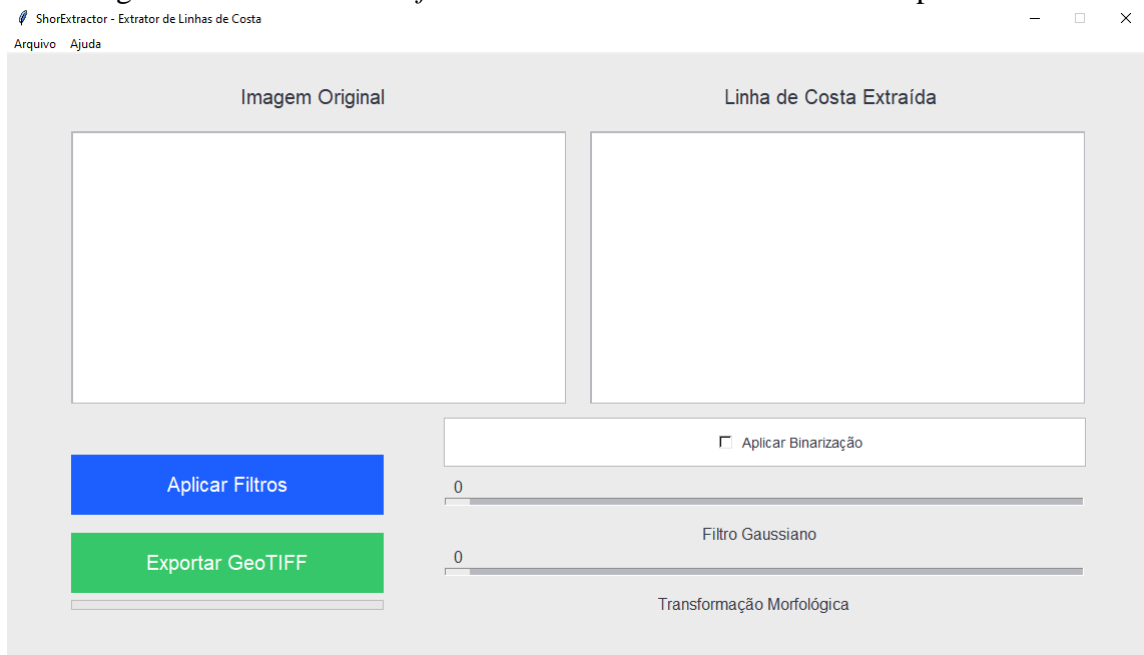 ShorExtractor - Extrator de Linhas de Costa
Arquivo Ajuda
Imagem Original
Linha de Costa Extraída
Aplicar Binarização
Aplicar Filtros
0
Filtro Gaussiano
Exportar GeoTIFF
0
Transformação Morfológica